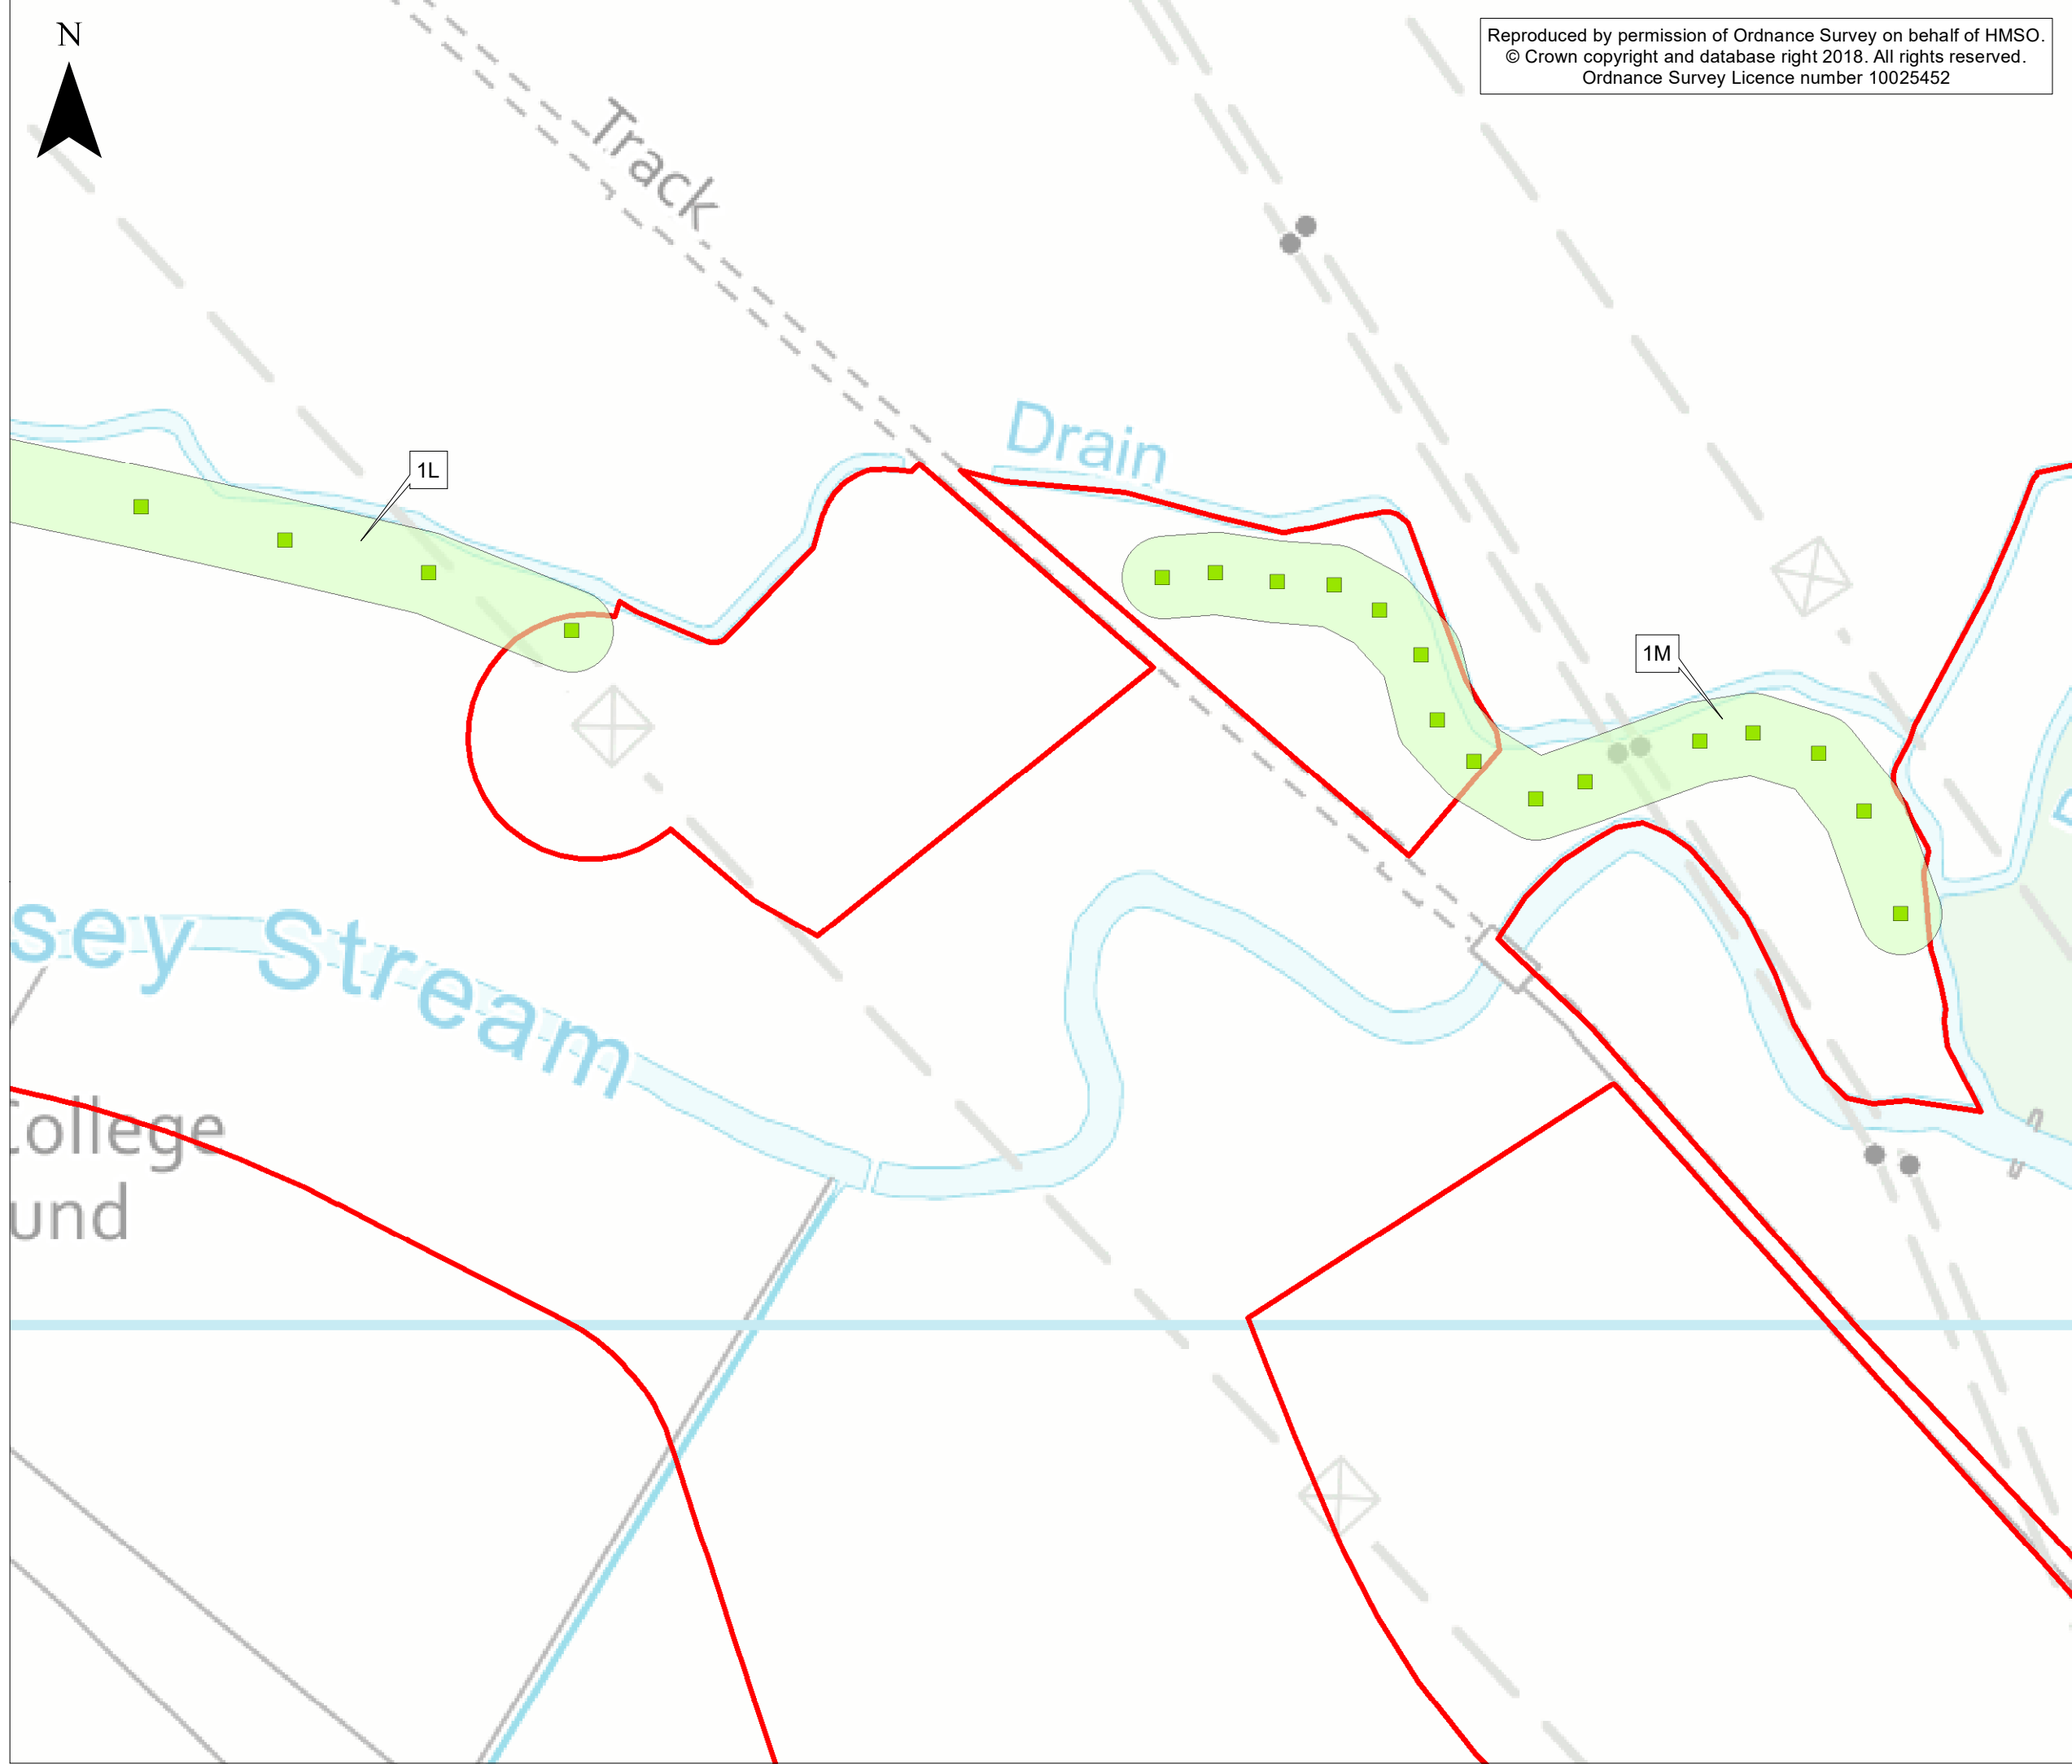 N
Reproduced by permission of Ordnance Survey on behalf of HMSO.
© Crown copyright and database right 2018. All rights reserved.
Ordnance Survey Licence number 10025452
Track
Drain
1L
1M
sey Stream
ollege
und